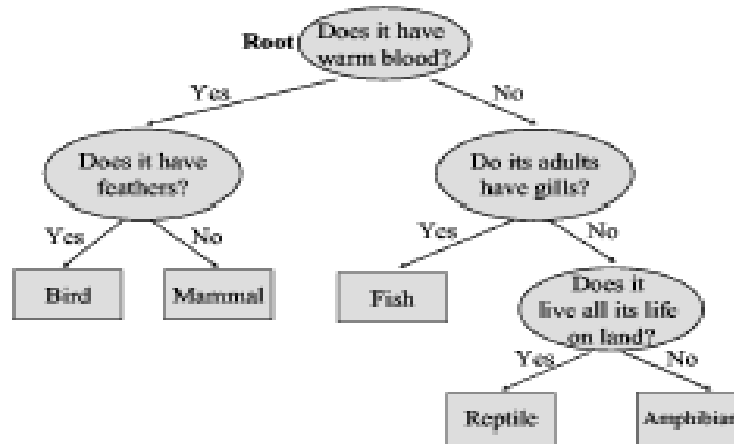 Root
Does it have
warm blood?
Yes
No
Does it have
feathers?
Do its adults
have gills?
Yes
No
Yes
No
Bird
Mammal
Fish
Does it
live all its life
on land?
Yes
No
Reptile
Amphibian